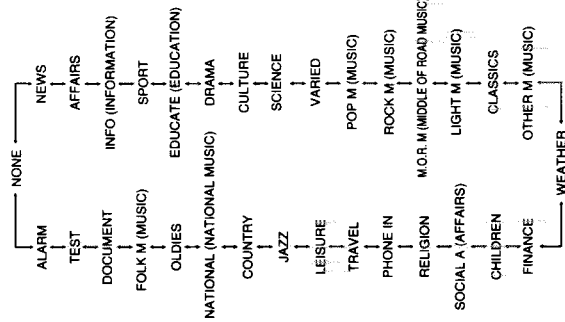 NONE
NEWS
AFFAIRS
INFO (INFORMATION)
SPORT
EDUCATE (EDUCATION)
DRAMA
CULTURE
SCIENCE
VARIED
POP M (MUSIC)
ROCK M (MUSIC)
M.O.R. M (MIDDLE OF ROAD MUSIC)
LIGHT M (MUSIC)
CLASSICS
OTHER M (MUSIC)
WEATHER
ALARM
TEST
DOCUMENT
FOLK M (MUSIC)
OLDIES
NATIONAL (NATIONAL MUSIC)
COUNTRY
JAZZ
LEISURE
TRAVEL
PHONE IN
RELIGION
SOCIAL A (AFFAIRS)
CHILDREN
FINANCE